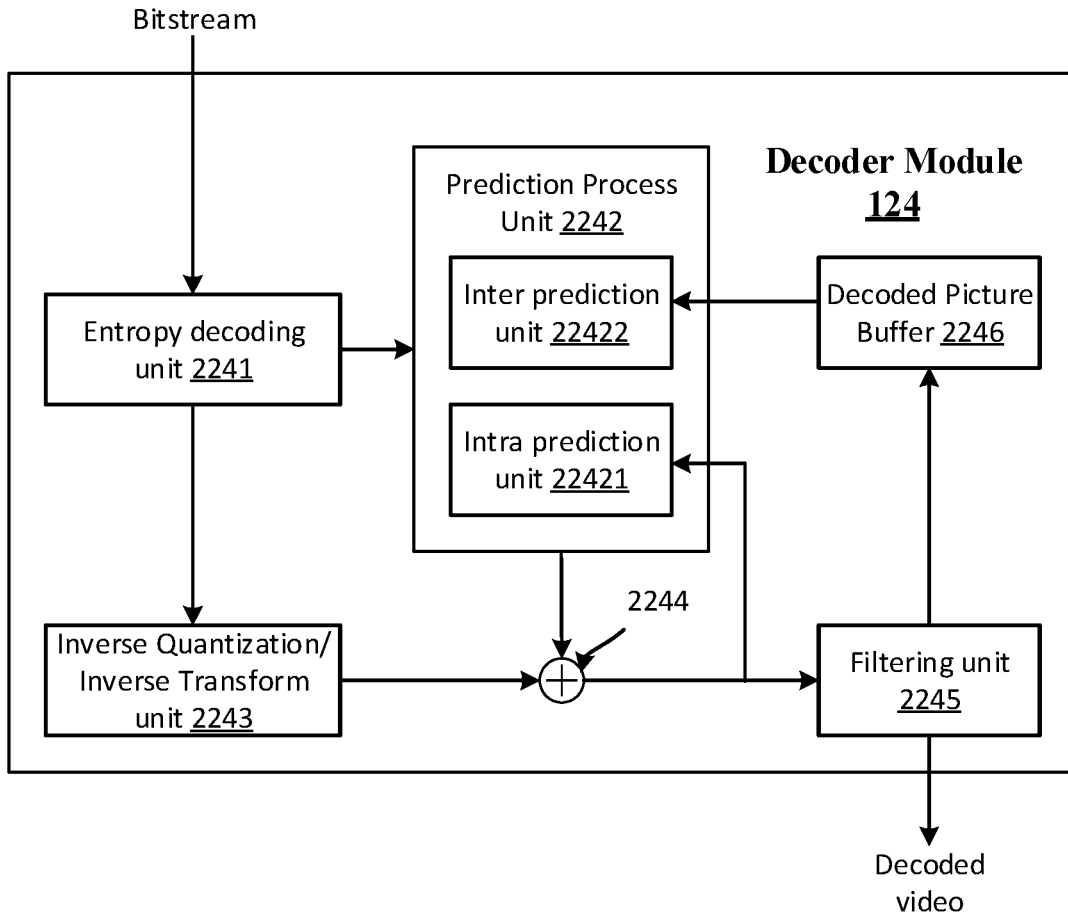 Bitstream
Decoder Module
124
Prediction Process
Unit 2242
Inter prediction
unit 22422
Decoded Picture
Buffer 2246
Entropy decoding
unit 2241
Intra prediction
unit 22421
2244
Inverse Quantization/
Inverse Transform
unit 2243
Filtering unit
2245
Decoded
video